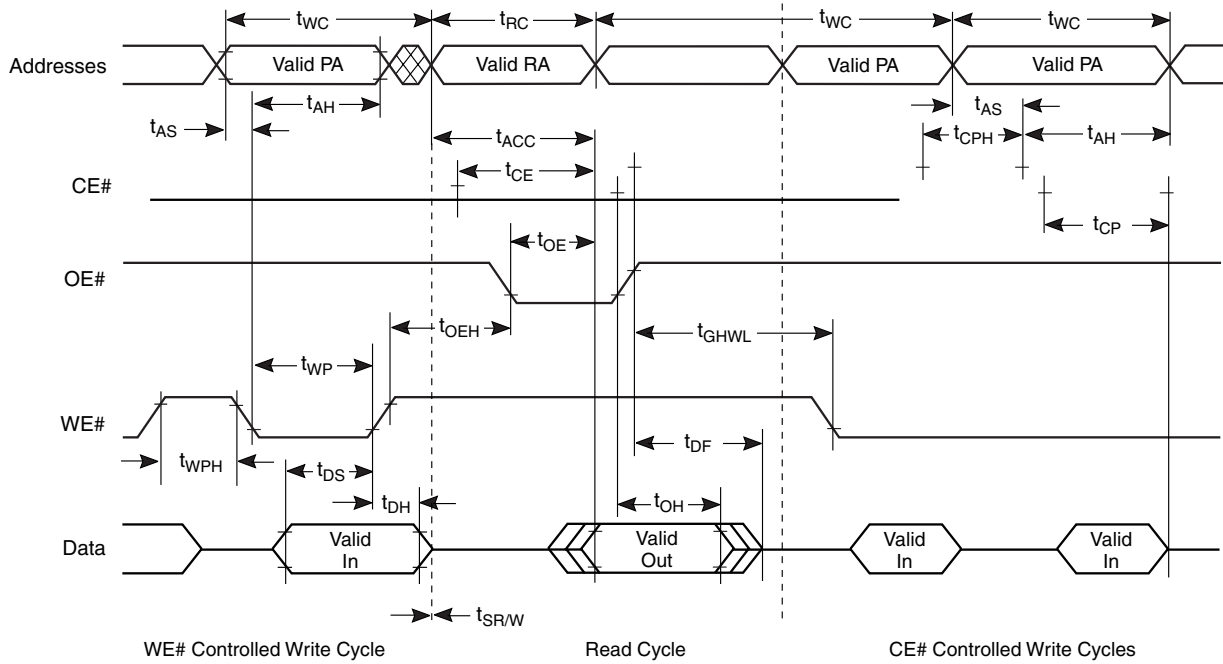 tWC tRC tWC tWC
Addresses Valid PA Valid RA Valid PA Valid PA
tAH tAS
tAS tACC tCPH tAH
CE# tCE
tCP
OE# tOE
tOEH tGHWL
tWP
WE#
tWPH tDS tDF
tDH tOH
Data Valid In Valid Out Valid In Valid In
tSR/W
WE# Controlled Write Cycle Read Cycle CE# Controlled Write Cycles